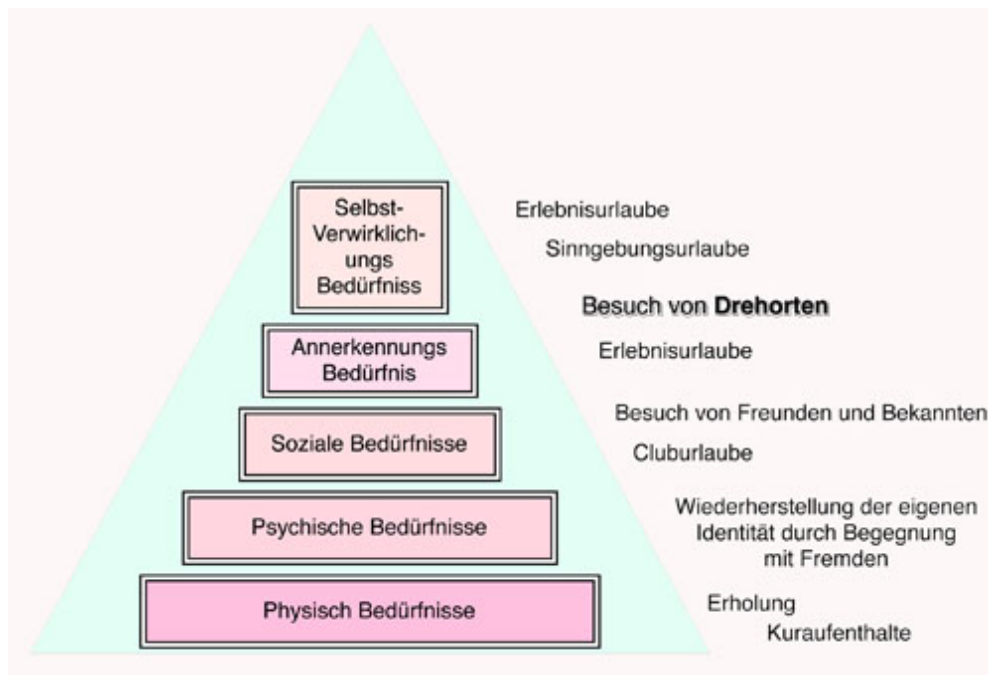 Selbst-
Verwirklich-
ungs
Bedürfniss
Erlebnisurlaube
Sinngebungsurlaube
Besuch von Drehorten
Annerkennungs
Bedürfnis
Erlebnisurlaube
Soziale Bedürfnisse
Besuch von Freunden und Bekannten
Cluburlaube
Psychische Bedürfnisse
Wiederherstellung der eigenen
Identität durch Begegnung
mit Fremden
Physisch Bedürfnisse
Erholung
Kuraufenthalte